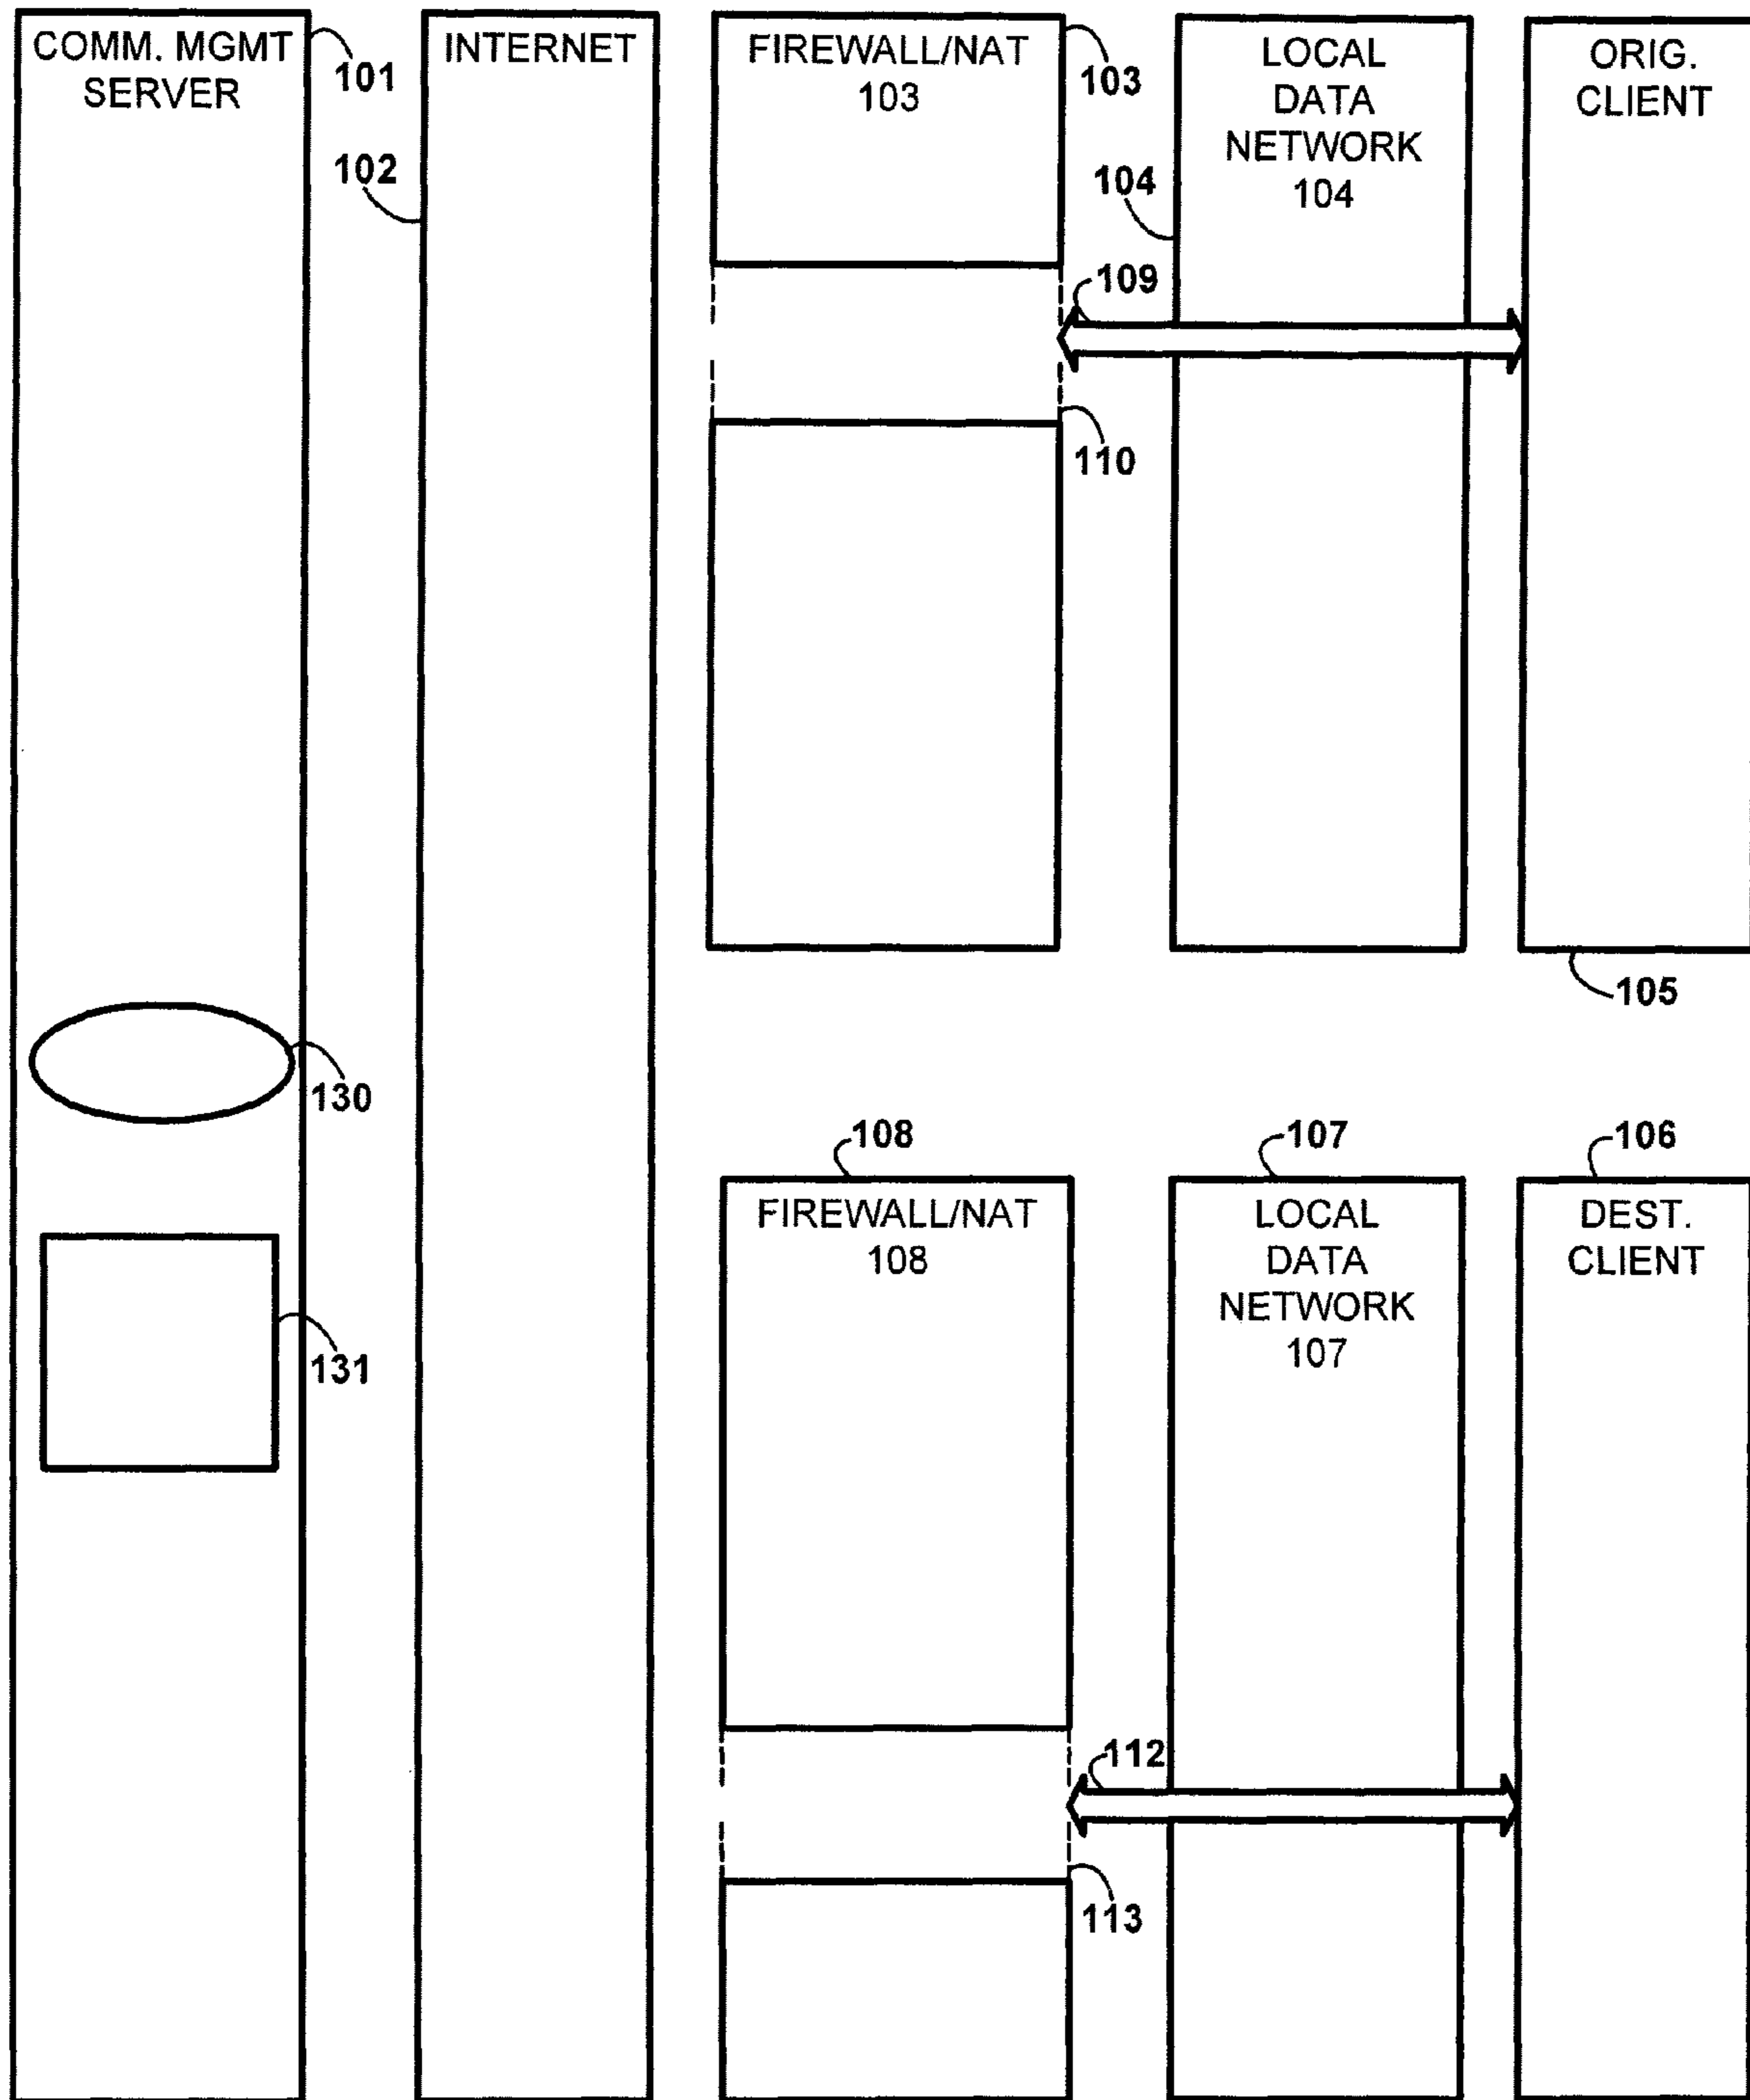 COMM. MGMT
SERVER
101
INTERNET
102
FIREWALL/NAT
103
103
LOCAL
DATA
NETWORK
104
104
ORIG.
CLIENT
109
110
105
130
131
108
FIREWALL/NAT
108
107
LOCAL
DATA
NETWORK
107
106
DEST.
CLIENT
112
113